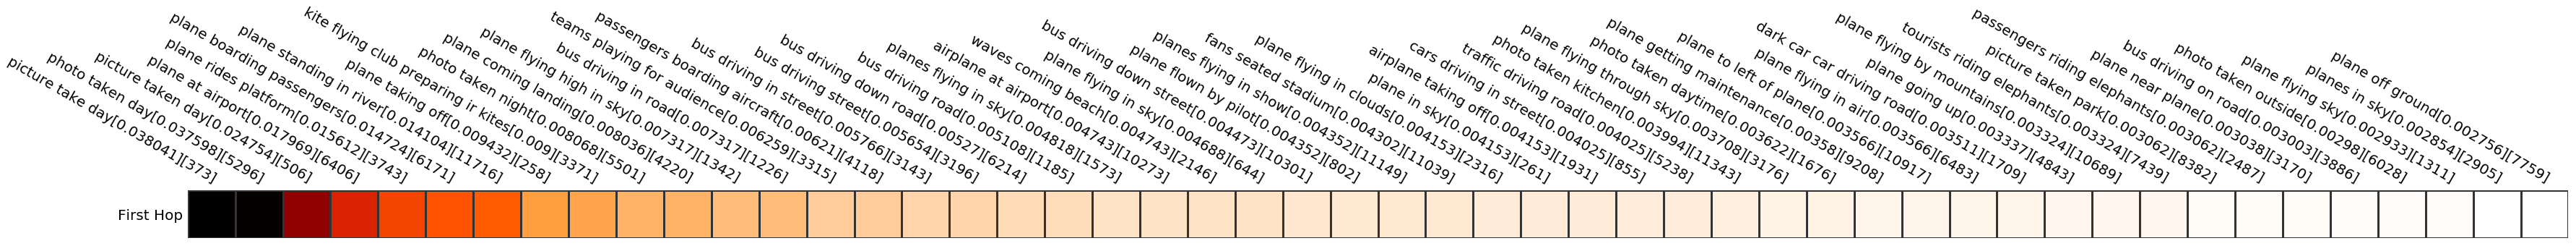 picture take day[0.038041][373]
photo taken day[0.037598][5296]
picture taken day[0.024754][506]
plane at airport[0.017969][6406]
plane rides platform[0.015612][743]
plane boarding passengers[0.014724][6171]
plane standing in river[0.014104][1716]
plane taking off[0.009432][258]
kite flying club preparing ir kites[0.009][3371]
photo taken night[0.008068][501]
plane coming landing[0.008036][4220]
plane flying high in sky[0.007317][1342]
bus driving in road[0.007317][1226]
teams playing for audience[0.006259][3315]
passengers boarding aircraft[0.00621][4118]
bus driving in street[0.005766][3143]
bus driving street[0.005654][3196]
bus driving down road[0.00527][6214]
bus driving road[0.005108][1185]
planes flying in sky[0.004818][1573]
airplane at airport[0.004743][10273]
waves coming beach[0.004743][2146]
plane flying in sky[0.004688][644]
bus driving down street[0.004473][10301]
plane flown by pilot[0.004352][802]
planes flying in show[0.004352][11149]
fans seated stadium[0.004302][11039]
plane flying in clouds[0.004153][2316]
plane in sky[0.004153][261]
airplane taking off[0.004153][1931]
cars driving in street[0.004025][855]
traffic driving road[0.004025][538]
photo taken kitchen[0.003994][11343]
plane flying through sky[0.003708][3176]
photo taken daytime[0.003622][1676]
plane getting maintenance[0.00358][9208]
plane to left of plane[0.003566][10917]
plane flying in air[0.003566][6483]
dark car driving road[0.003511][1709]
plane going up[0.003337][4843]
plane flying by mountains[0.003324][10689]
tourists riding elephants[0.003324][7439]
picture taken park[0.003062][382]
passengers riding elephants[0.003062][2487]
plane near plane[0.003038][3170]
bus driving on road[0.003003][3886]
photo taken outside[0.00298][6028]
plane flying sky[0.002933][1311]
planes in sky[0.002854][2905]
plane off ground[0.002756][7759]
First Hop